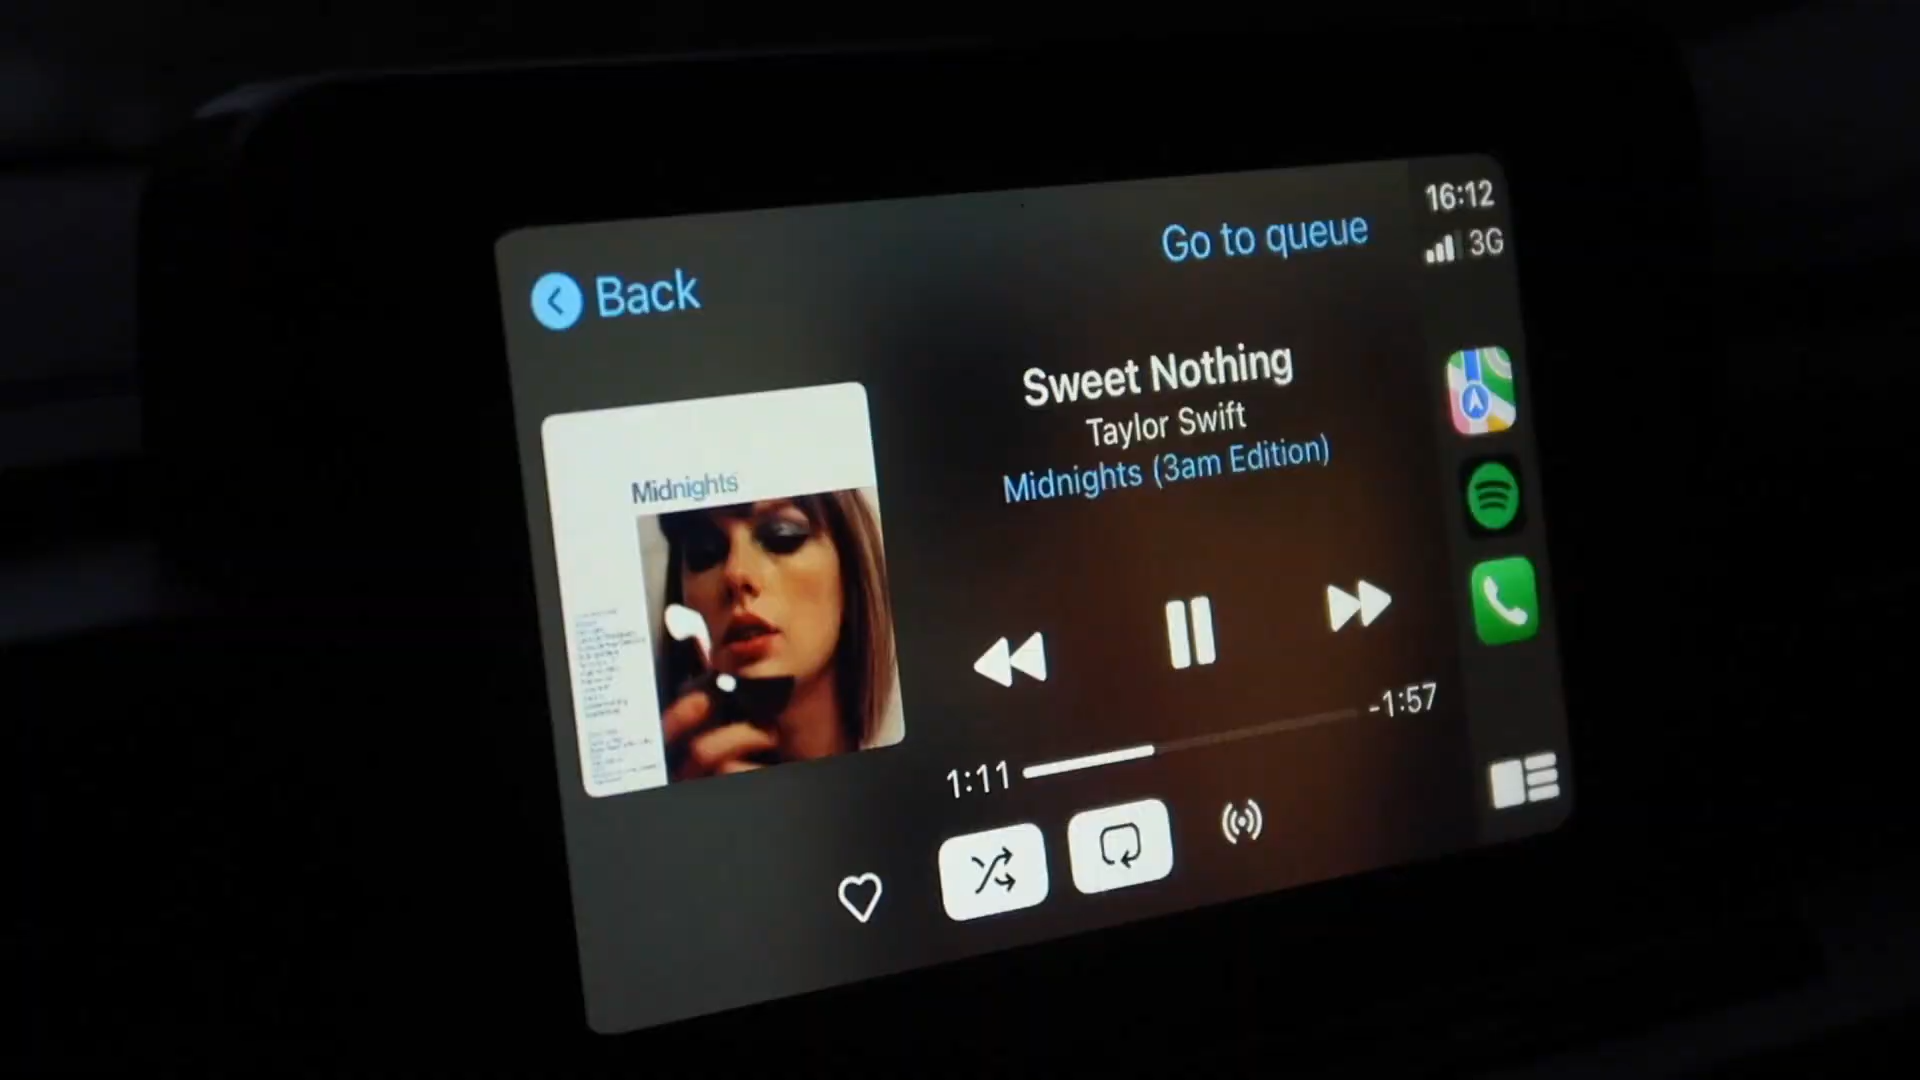 16:12
3G
Go to queue
Back
Sweet Nothing
Taylor Swift
Midnights (3am Edition)
Midnights
-1:57
1:11